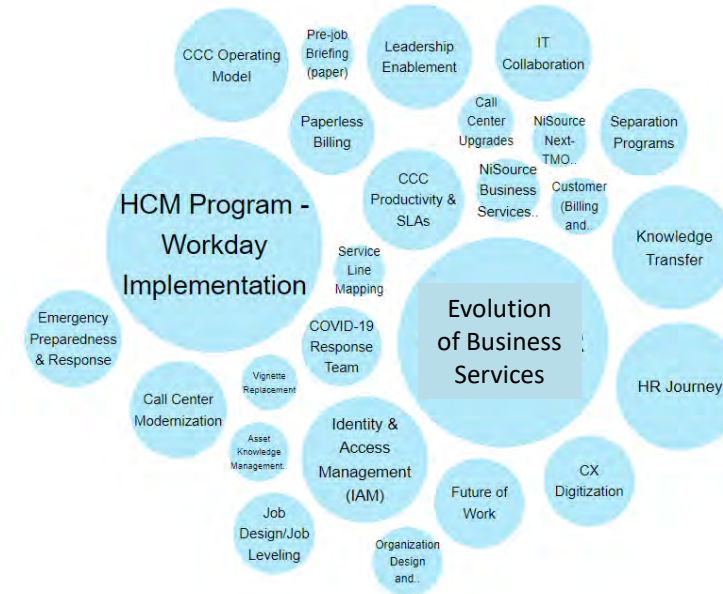 CCC Operating
Model
Pre-job
Briefing
(paper)
Leadership
Enablement
IT
Collaboration
Paperless
Billing
Call
Center
Upgrades
NiSource
Next-
TMO..
Separation
Programs
HCM Program -
Workday
Implementation
CCC
Productivity &
SLAs
NiSource
Business
Services..
Customer
(Billing
and..
Knowledge
Transfer
Service
Line
Mapping
Emergency
Preparedness
& Response
COVID-19
Response
Team
Evolution
of Business
Services
HR Journey
Vignette
Replacement
Call Center
Modernization
Asset
Knowledge
Management..
Identity &
Access
Management
(IAM)
Future of
Work
CX
Digitization
Job
Design/Job
Leveling
Organization
Design
and..